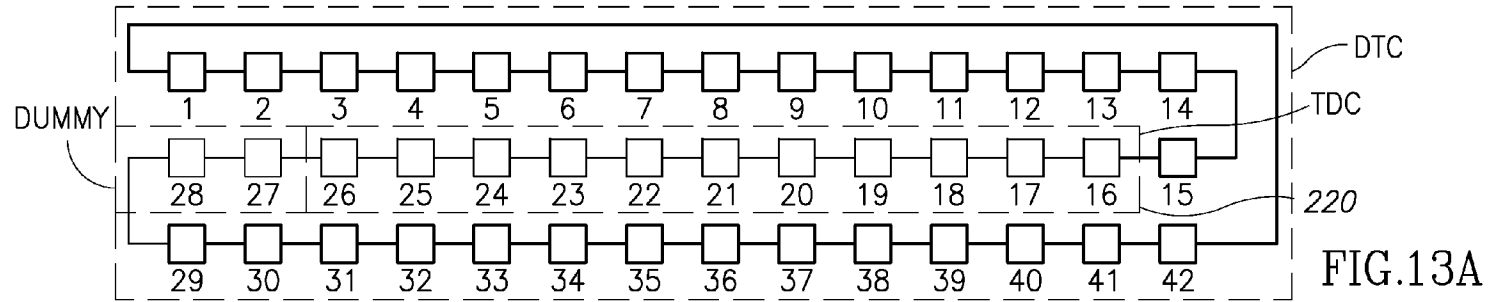 DTC
1 2 3 4 5 6 7 8 9 10 11 12 13 14
TDC
DUMMY
28 27 26 25 24 23 22 21 20 19 18 17 16 15
220
29 30 31 32 33 34 35 36 37 38 39 40 41 42
FIG.13A